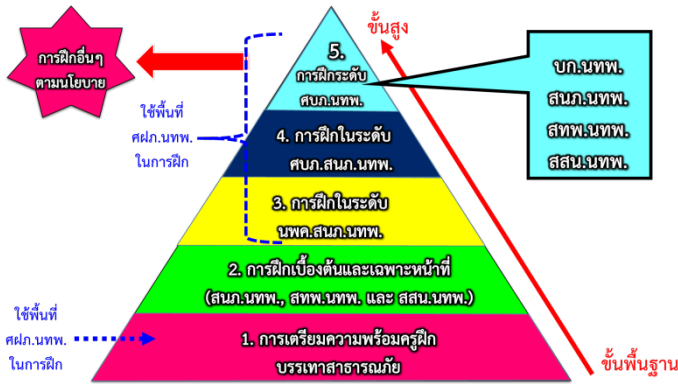 การฝึกอื่นๆ
ตามนโยบาย
ขั้นสูง
5.
การฝึกระดับ
ศบภ.นทพ.
บก.นทพ.
สนภ.นทพ.
สทพ.นทพ.
สสน.นทพ.
ใช้พื้นที่
ศฝภ.นทพ.
ในการฝึก
4. การฝึกในระดับ
ศบภ.สนภ.นทพ.
3. การฝึกในระดับ
นพค.สนภ.นทพ.
2. การฝึกเบื้องต้นและเฉพาะหน้าที่
(สนภ.นทพ., สทพ.นทพ. และ สสน.นทพ.)
ใช้พื้นที่
ศฝภ.นทพ.
ในการฝึก
1. การเตรียมความพร้อมครูฝึก
บรรเทาสาธารณภัย
ขั้นพื้นฐาน